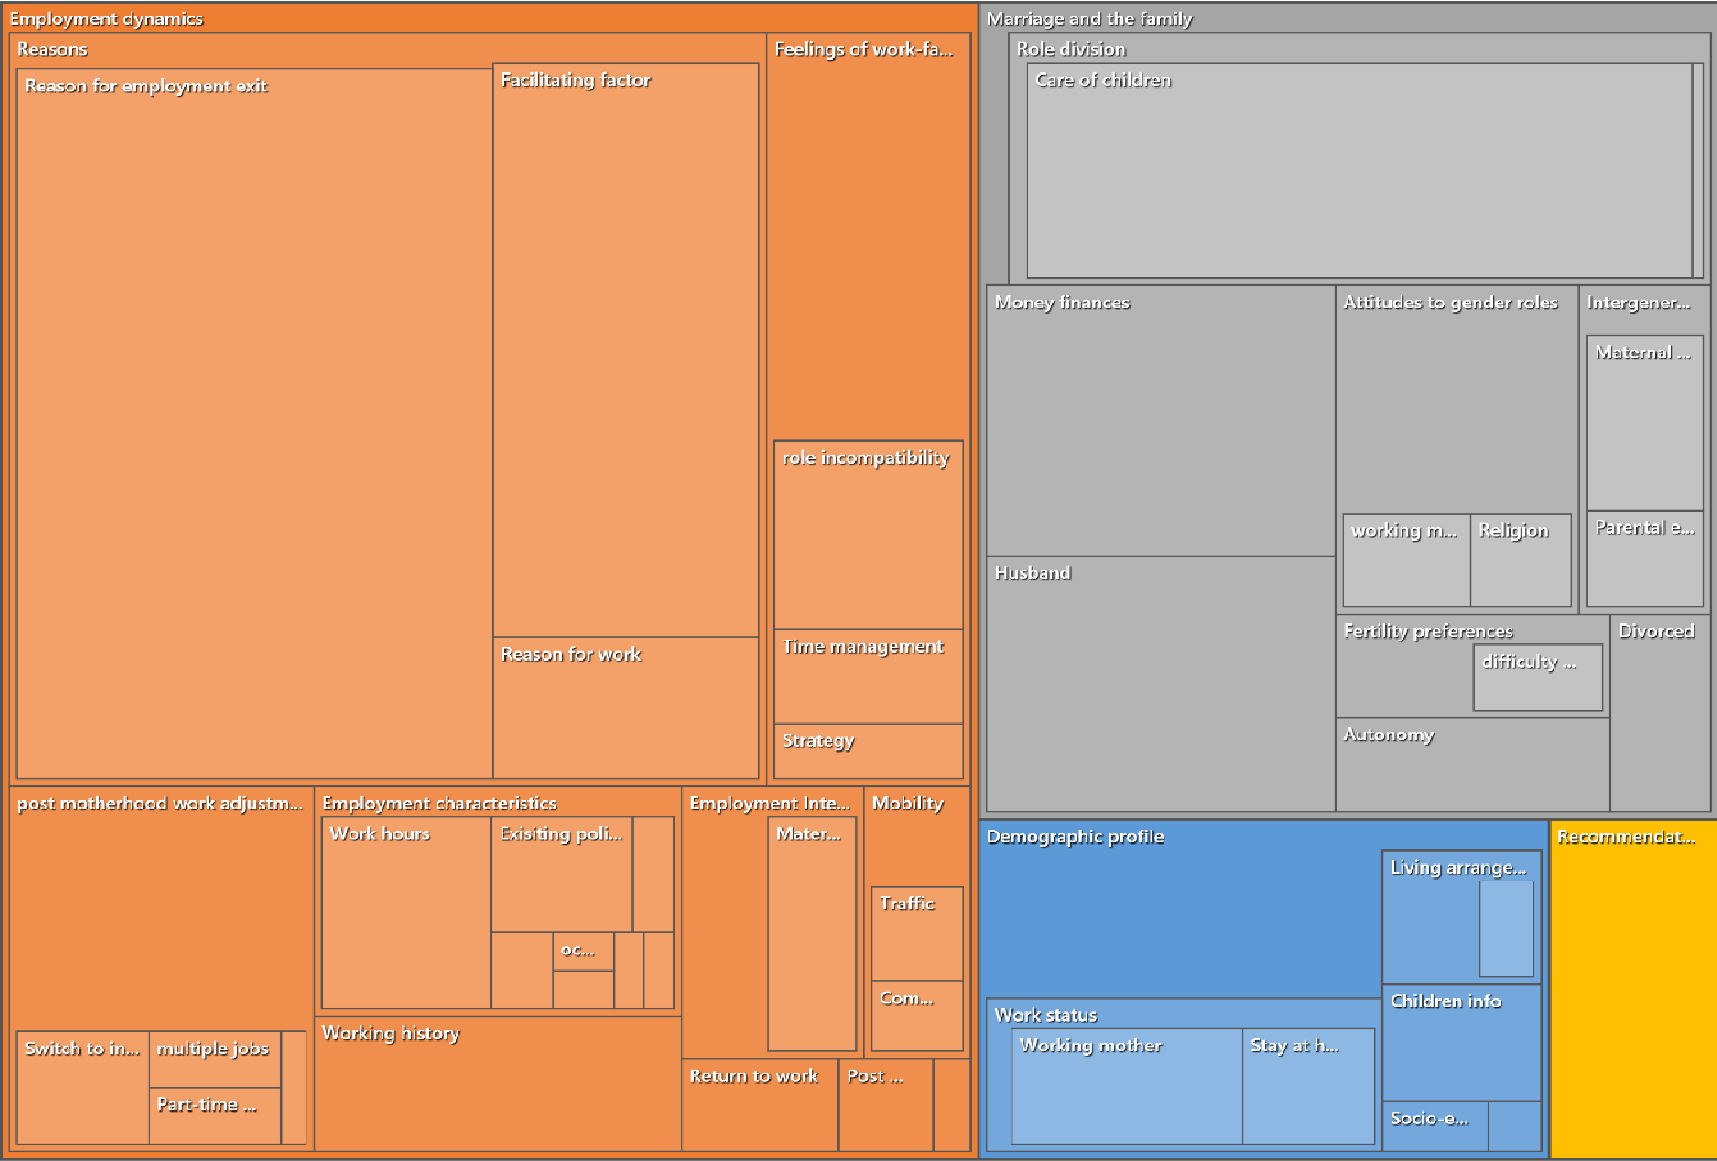 Employment dynamics
Reasons
Reason for employment exit
Facilitating factor
Reason for work
Feelings of work-fa...
role incompatibility
Time management
Strategy
post motherhood work adjustm...
Switch to in...
multiple jobs
Part-time ...
Employment characteristics
Work hours
Exisiting poli...
oc...
Working history
Employment Inte...
Mater...
Mobility
Traffic
Com...
Return to work
Post ...
Marriage and the family
Role division
Care of children
Money finances
Husband
Attitudes to gender roles
working m...
Religion
Intergener...
Maternal ...
Parental e...
Fertility preferences
difficulty ...
Divorced
Autonomy
Demographic profile
Work status
Working mother
Stay at h...
Living arrange...
Children info
Socio-e...
Recommendat...